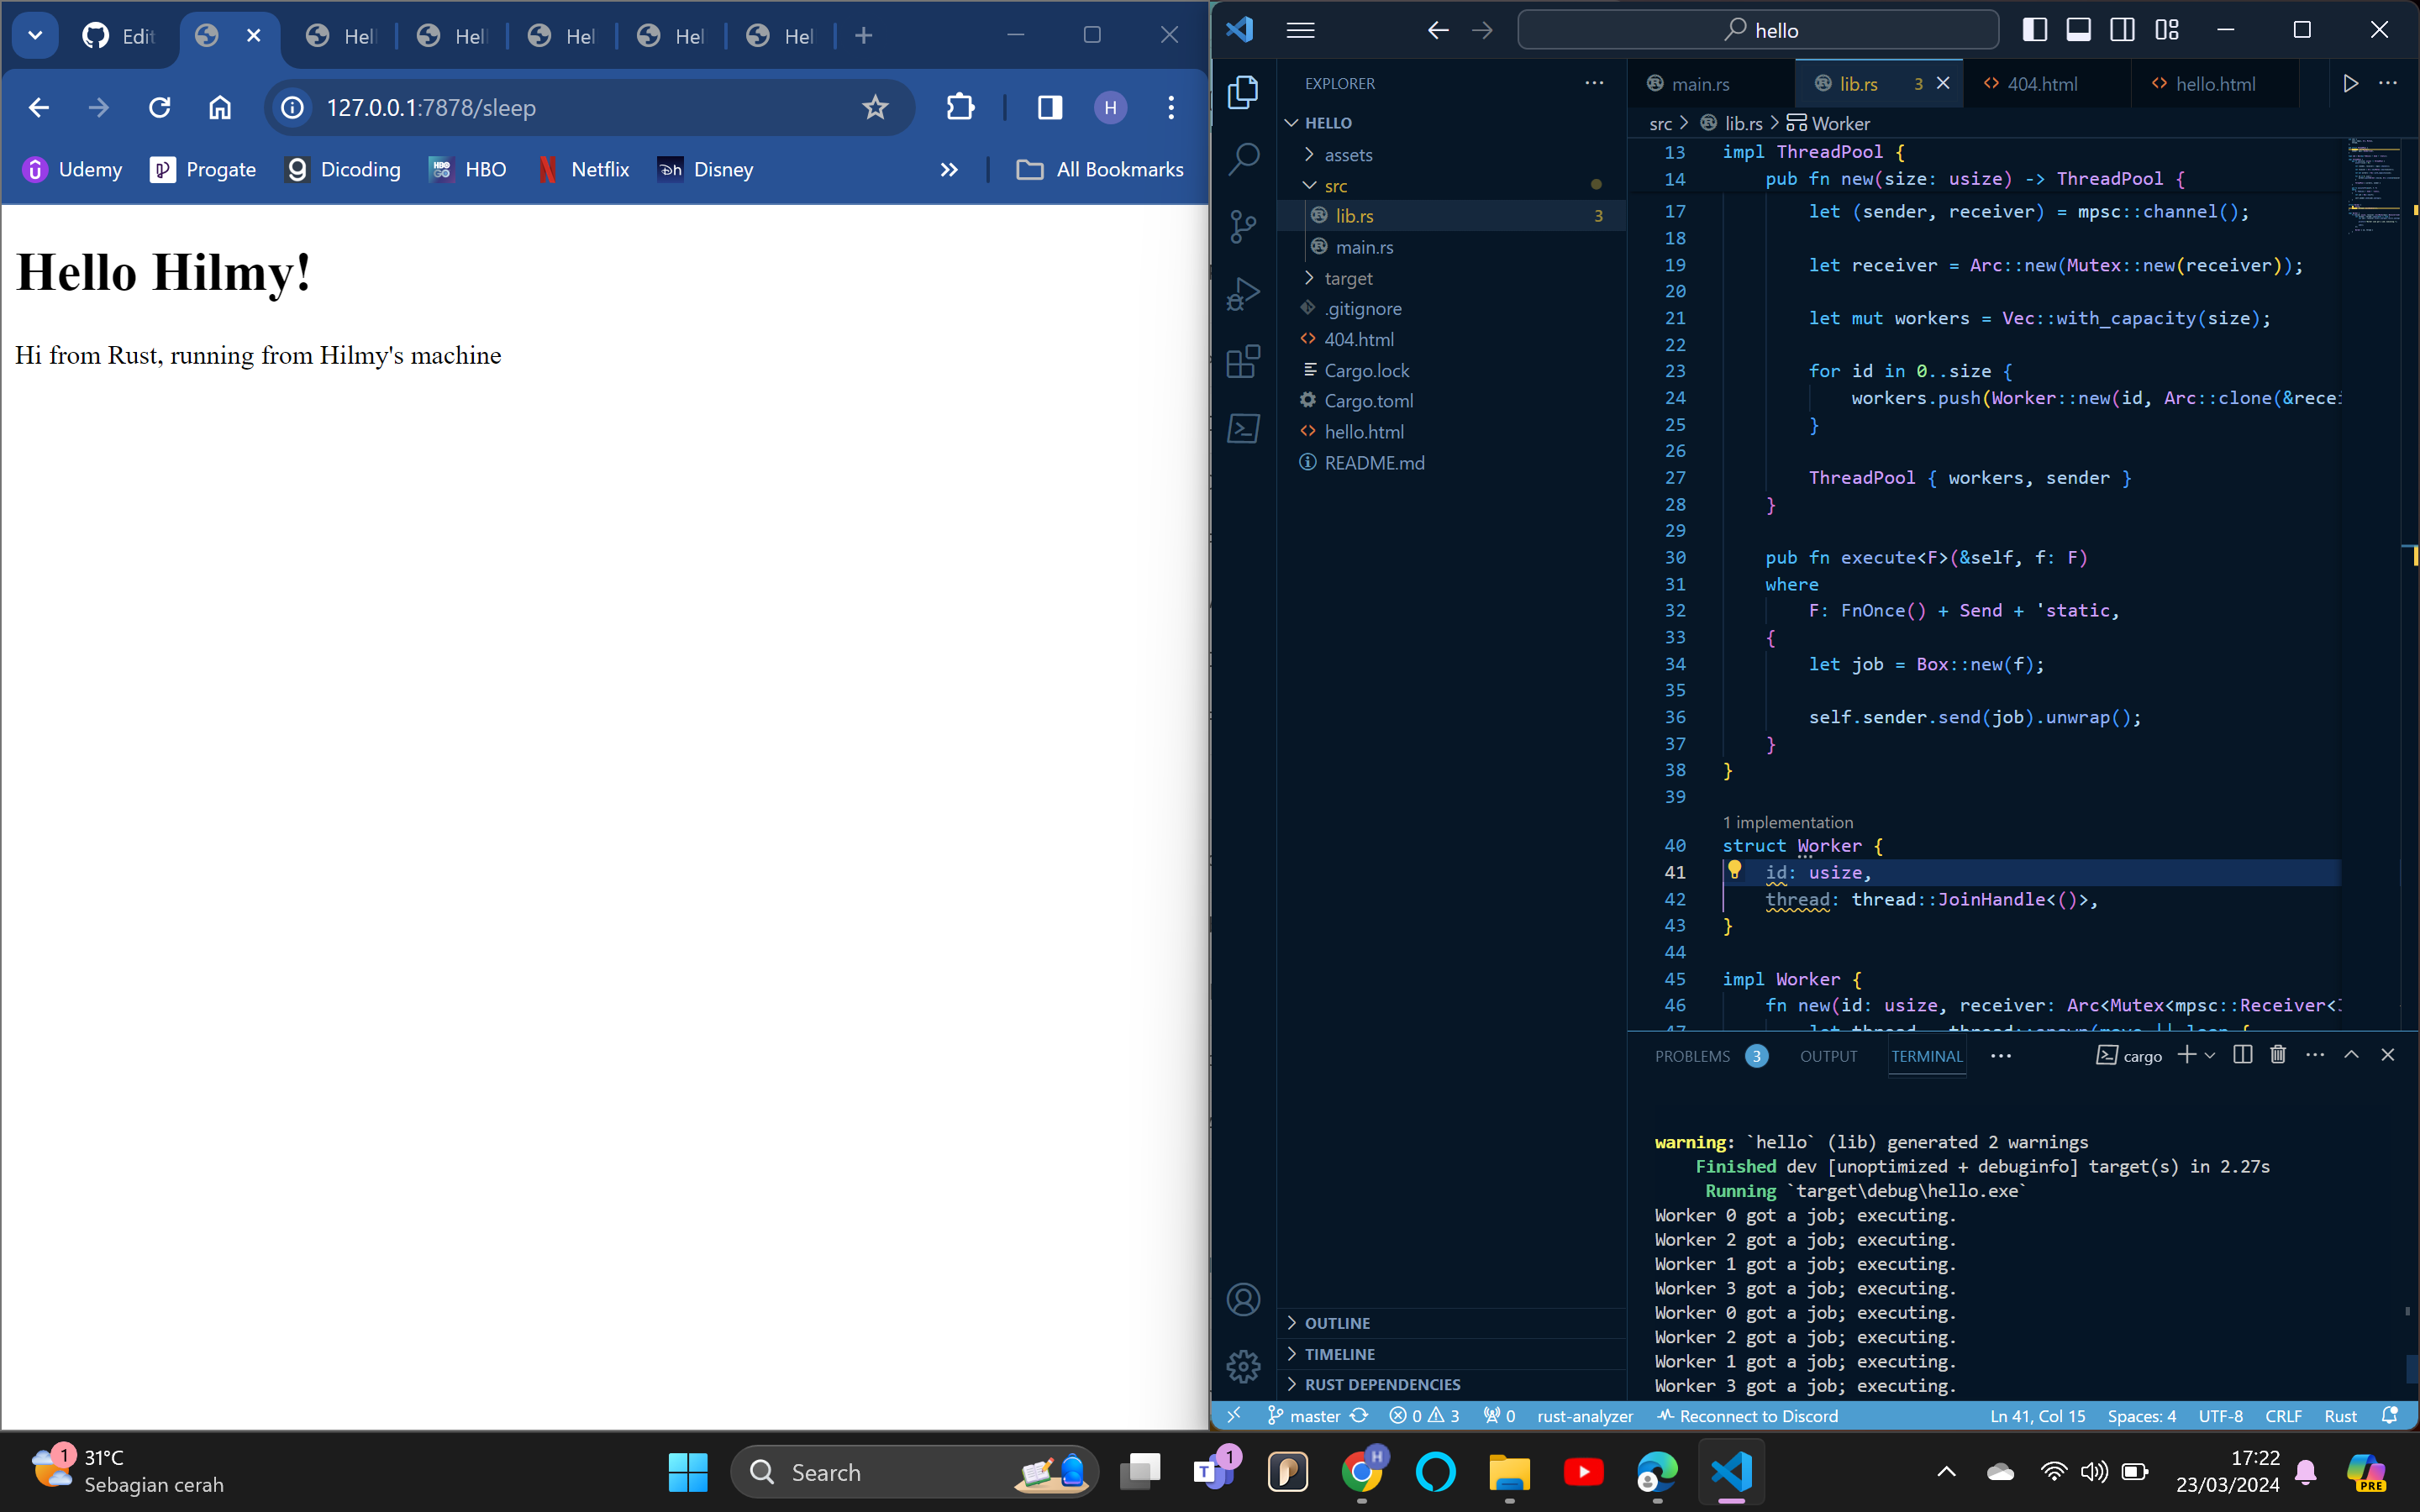 Edit
Hel
Hel
Hel
Hel
Hel
127.0.0.1:7878/sleep
H
Udemy
Progate
Dicoding
HBO
Netflix
Disney
All Bookmarks
Hello Hilmy!
Hi from Rust, running from Hilmy's machine
hello
EXPLORER
HELLO
assets
src
lib.rs 3
main.rs
target
.gitignore
404.html
Cargo.lock
Cargo.toml
hello.html
README.md
OUTLINE
TIMELINE
RUST DEPENDENCIES
main.rs
lib.rs 3
404.html
hello.html
src > lib.rs > Worker
13 impl ThreadPool {
14 pub fn new(size: usize) -> ThreadPool {
17 let (sender, receiver) = mpsc::channel();
18
19 let receiver = Arc::new(Mutex::new(receiver));
20
21 let mut workers = Vec::with_capacity(size);
22
23 for id in 0..size {
24 workers.push(Worker::new(id, Arc::clone(&recei
25 }
26
27 ThreadPool { workers, sender }
28 }
29
30 pub fn execute<F>(&self, f: F)
31 where
32 F: FnOnce() + Send + 'static,
33 {
34 let job = Box::new(f);
35
36 self.sender.send(job).unwrap();
37 }
38 }
39
1 implementation
40 struct Worker {
41 id: usize,
42 thread: thread::JoinHandle<()>,
43 }
44
45 impl Worker {
46 fn new(id: usize, receiver: Arc<Mutex<mpsc::Receiver<
PROBLEMS 3
OUTPUT
TERMINAL
cargo
warning: `hello` (lib) generated 2 warnings
Finished dev [unoptimized + debuginfo] target(s) in 2.27s
Running `target\debug\hello.exe`
Worker 0 got a job; executing.
Worker 2 got a job; executing.
Worker 1 got a job; executing.
Worker 3 got a job; executing.
Worker 0 got a job; executing.
Worker 2 got a job; executing.
Worker 1 got a job; executing.
Worker 3 got a job; executing.
master 0 3 0 rust-analyzer Reconnect to Discord Ln 41, Col 15 Spaces: 4 UTF-8 CRLF Rust
1
31°C
Sebagian cerah
Search
1
H
17:22
23/03/2024
PRE